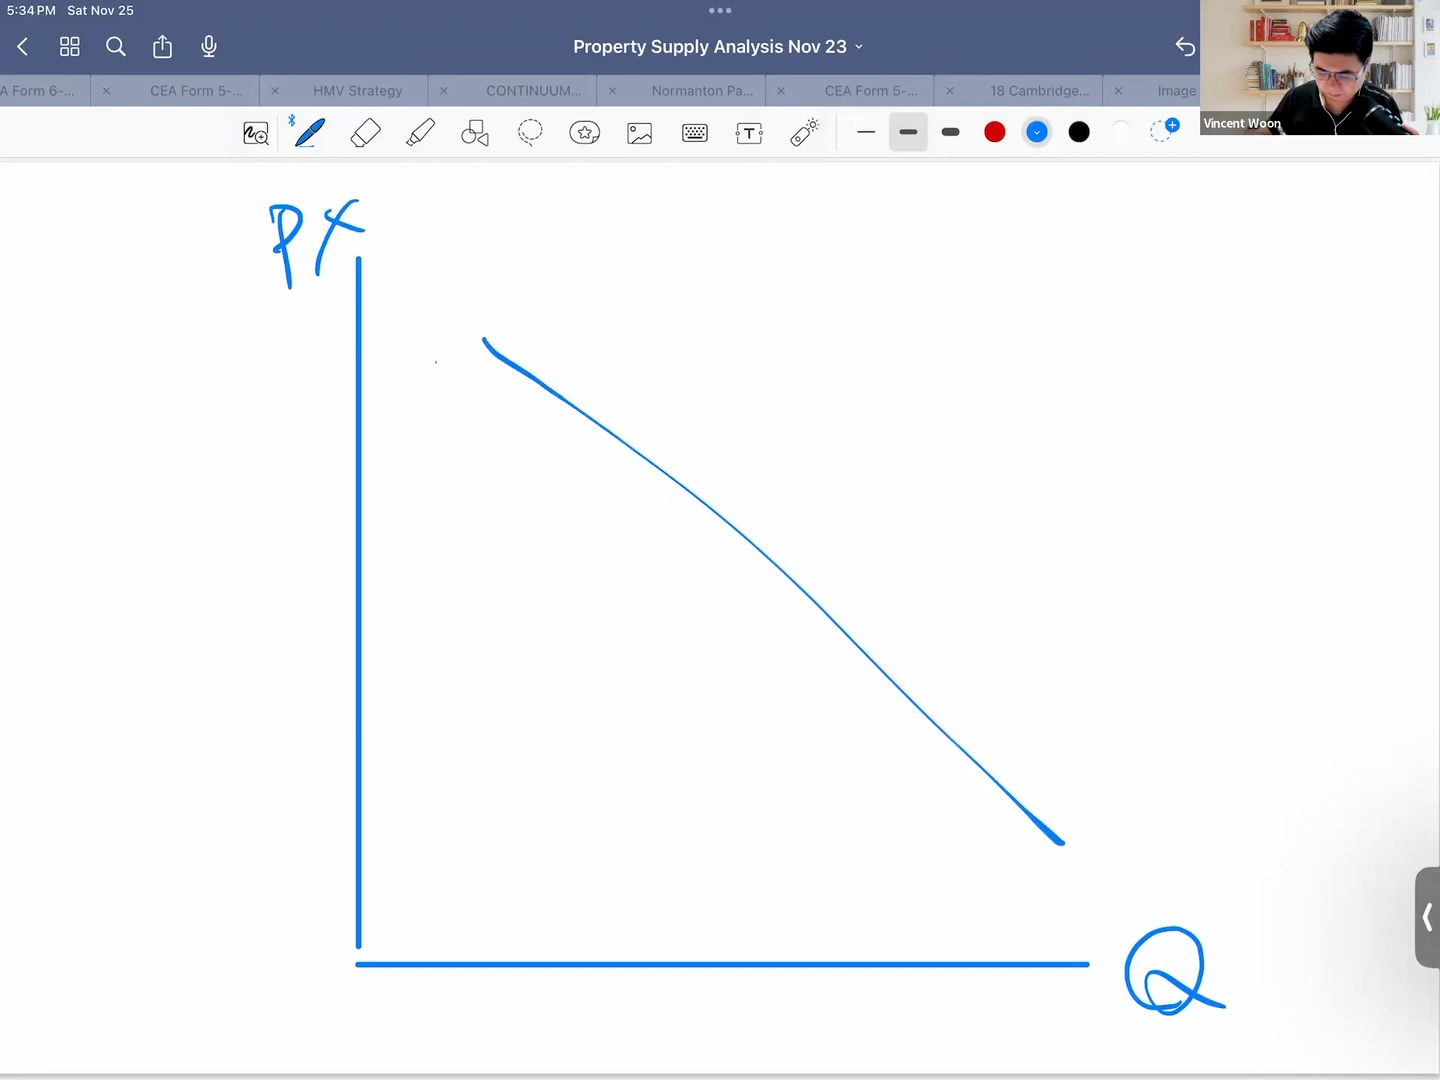 5:34 PM Sat Nov 25
Property Supply Analysis Nov 23
A Form 6-...
CEA Form 5-...
HMV Strategy
CONTINUUM...
Normanton Pa...
CEA Form 5-...
18 Cambridge...
Image
T
Vincent Woon
PX
Q